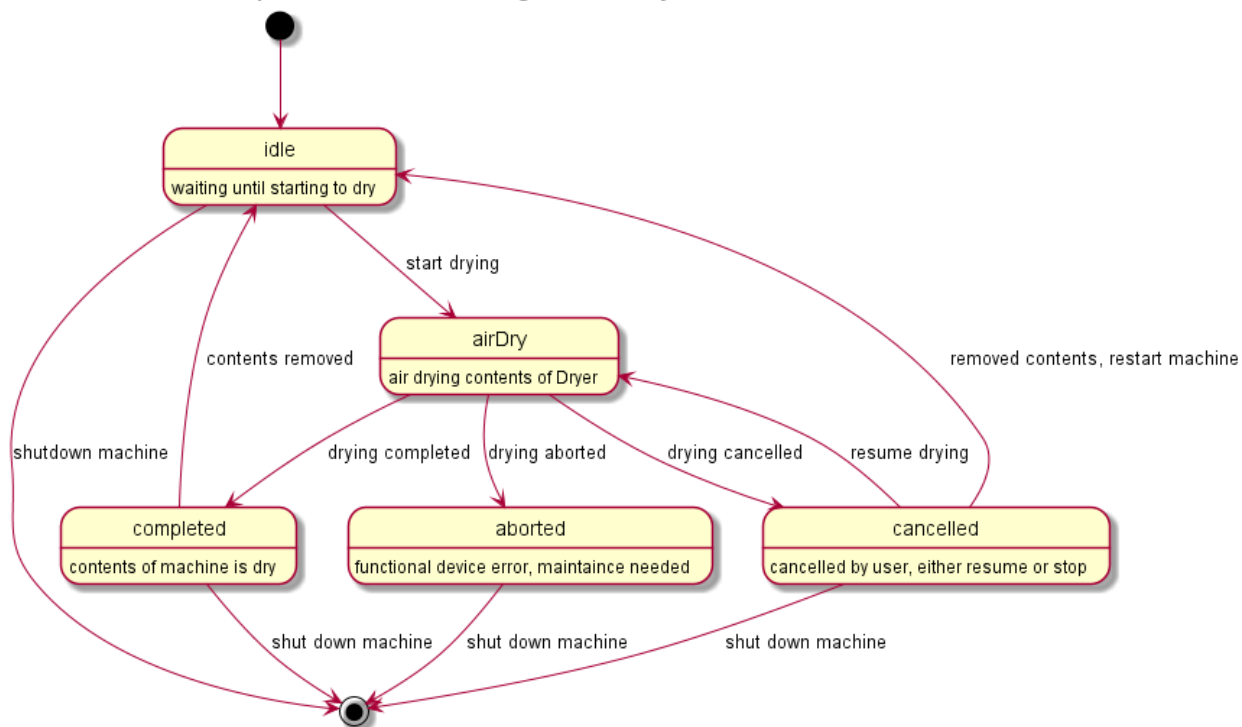 idle
waiting until starting to dry
start drying
airDry
air drying contents of Dryer
contents removed
removed contents, restart machine
shutdown machine
drying completed
drying aborted
drying cancelled
resume drying
completed
contents of machine is dry
aborted
functional device error, maintaince needed
cancelled
cancelled by user, either resume or stop
shut down machine
shut down machine
shut down machine